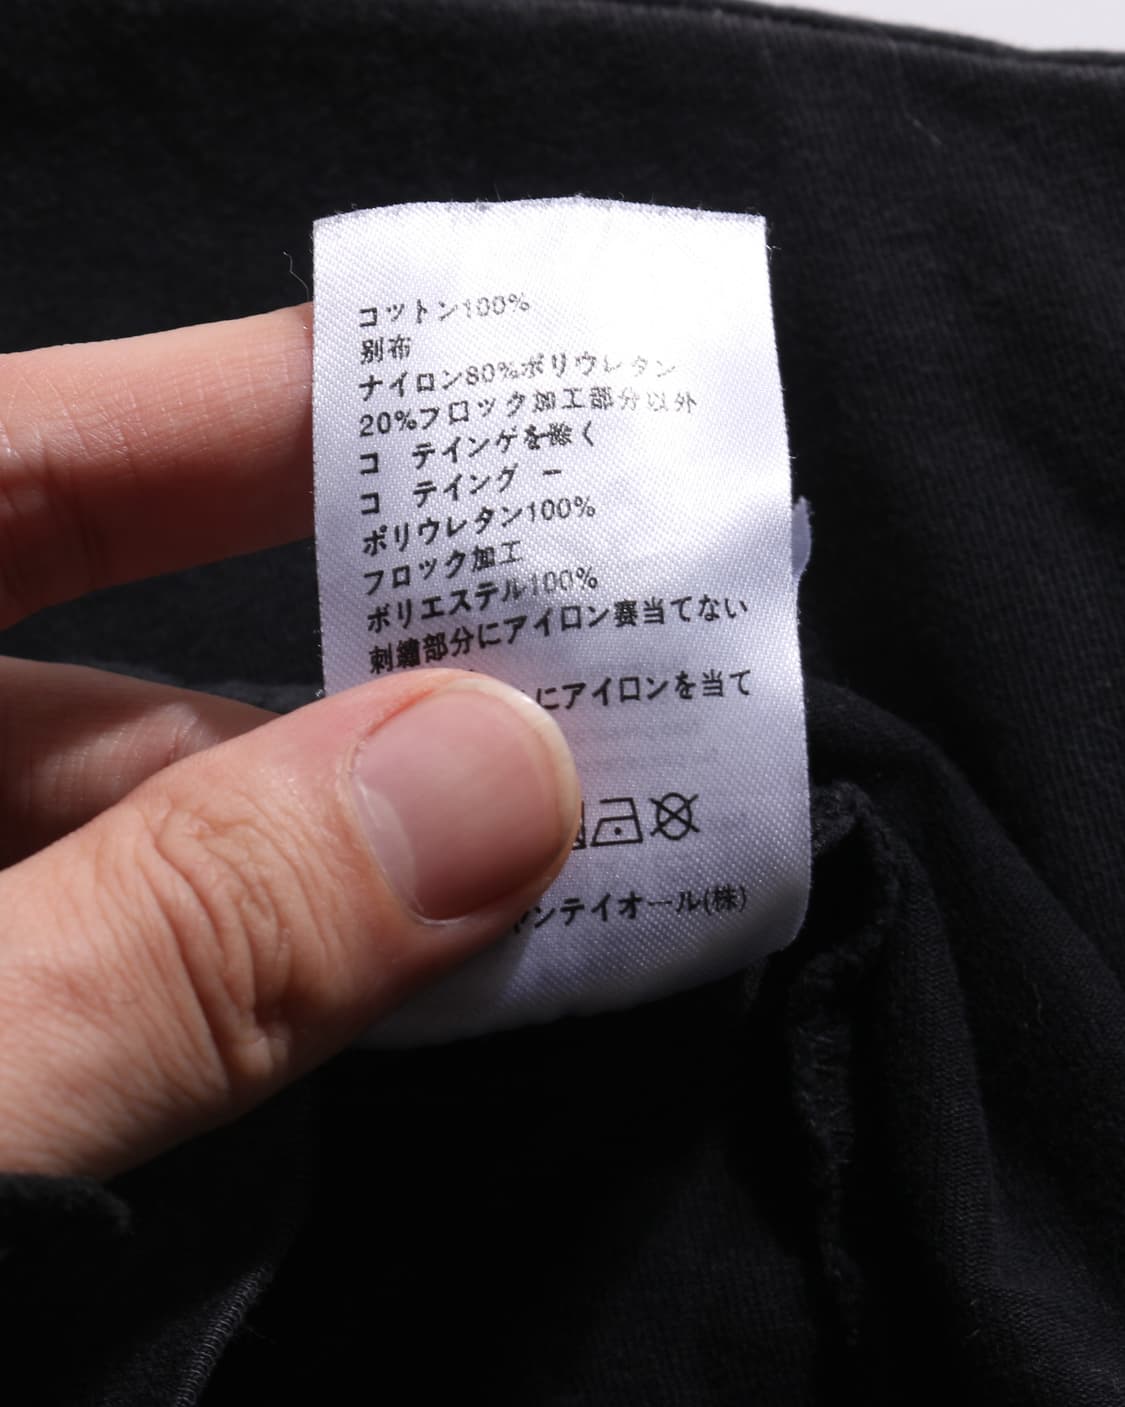 コットン100%
別布
ナイロン80%ポリウレタン
20%フロック加工部分以外
コ テインゲを除く
コ テイング ー
ポリウレタン100%
フロック加工
ポリエステル100%
刺繍部分にアイロン要当てない
にアイロンを当て
ンテイオール(株)